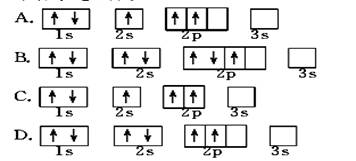 A. ↑ ↓ ↑ ↑ ↑
1s 2s 2p 3s
B. ↑ ↓ ↑ ↓ ↑ ↓ ↑
1s 2s 2p 3s
C. ↑ ↓ ↑ ↑ ↑
1s 2s 2p 3s
D. ↑ ↓ ↑ ↓ ↑ ↑
1s 2s 2p 3s